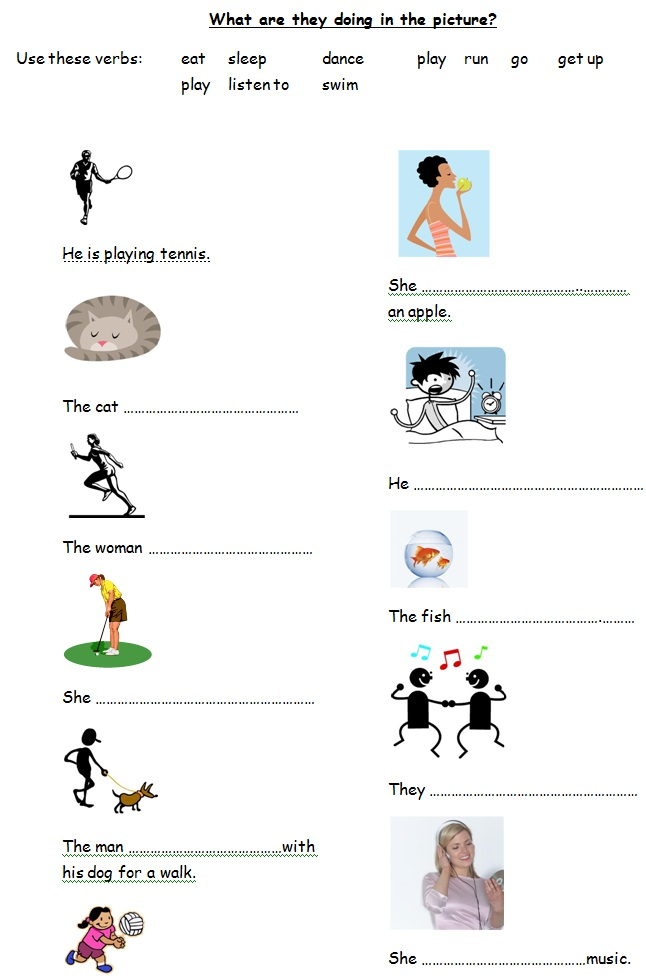 What are they doing in the picture?
Use these verbs: eat sleep dance play run go get up
play listen to swim
He is playing tennis.
The cat …………………………………………
The woman ………………………………………
She ……………………………………………………
The man ……………………………………with
his dog for a walk.
She ……………………………………..…………
an apple.
He ………………………………………………………
The fish ………………………………….………
They …………………………………………………
She ………………………………………music.